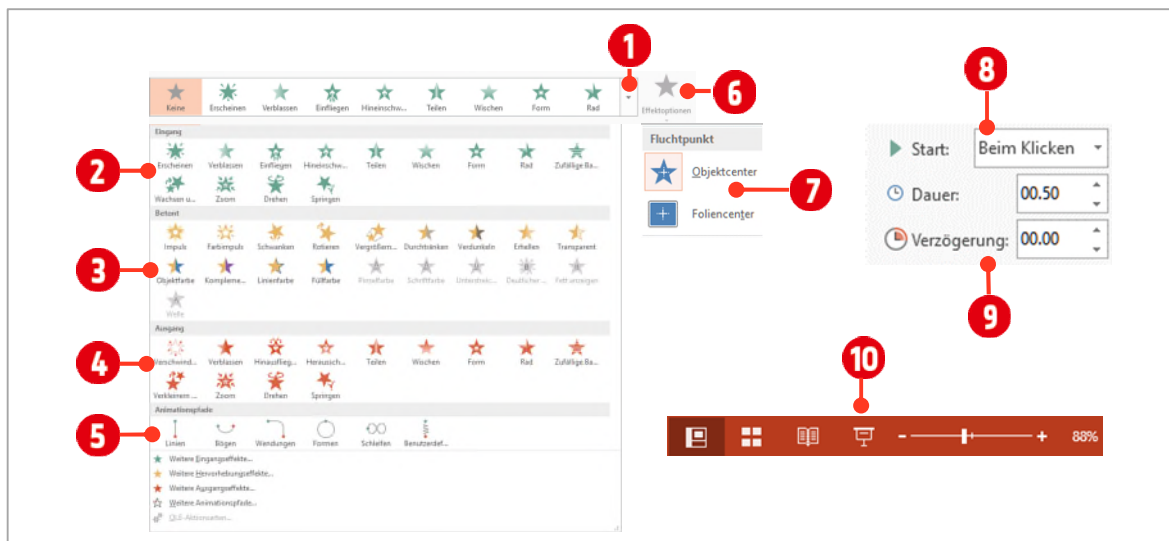 1
6
8
Keine Erscheinen Verblassen Einfliegen Hineinschw... Teilen Wischen Form Rad
Effektoptionen
Eingang
2
Erscheinen Verblassen Einfliegen Hineinschw... Teilen Wischen Form Rad Zufällige Ba...
Wachsen u... Zoom Drehen Springen
Betont
Impuls Farbimpuls Schwanken Rotieren Vergrößern... Durchtränken Verdunkeln Erhellen Transparent
3
Objektfarbe Kompleme... Linienfarbe Füllfarbe Pinselfarbe Schriftfarbe Unterstreic... Deutlicher ... Fett anzeigen
Welle
Ausgang
4
Verschwind... Verblassen Hinausflieg... Heraussch... Teilen Wischen Form Rad Zufällige Ba...
Verkleinern ... Zoom Drehen Springen
Animationspfade
5
Linien Bögen Wendungen Formen Schleifen Benutzerdef...
Weitere Eingangseffekte...
Weitere Hervorhebungseffekte...
Weitere Ausgangseffekte...
Weitere Animationspfade...
OLE-Aktionsarten...
Fluchtpunkt
Objektcenter
7
Foliencenter
Start: Beim Klicken
Dauer: 00.50
Verzögerung: 00.00
9
10
- + 88%